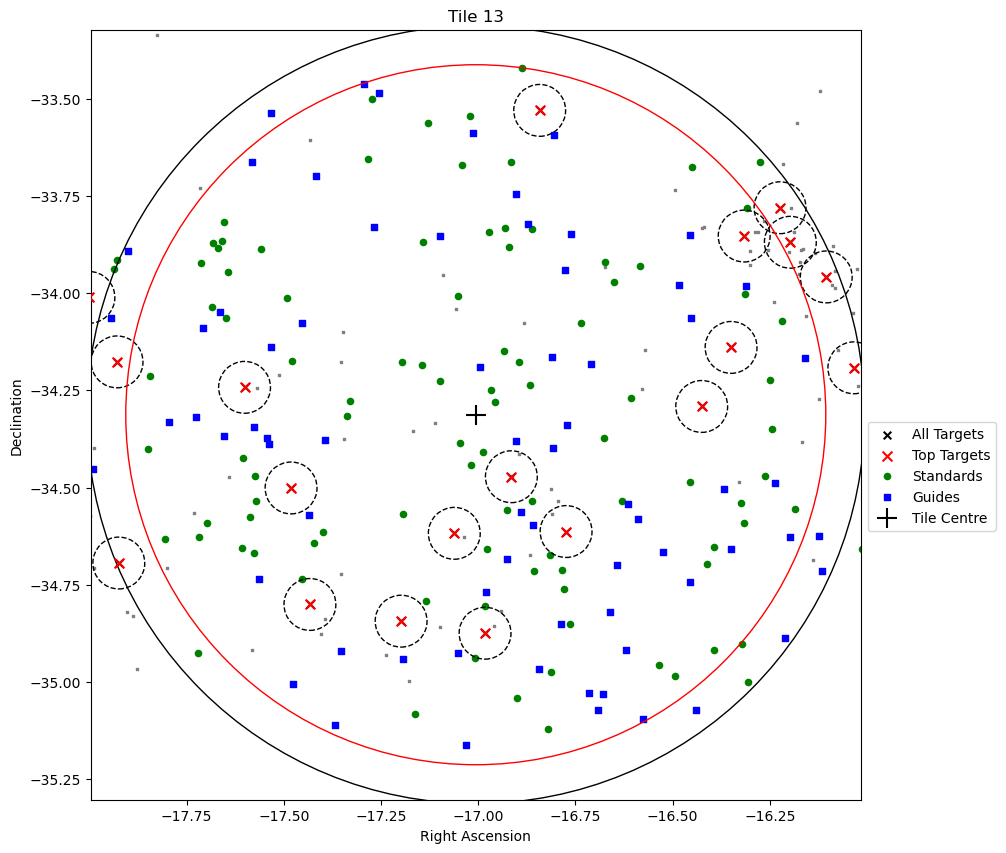 Tile 13
−33.50
−33.75
−34.00
−34.25
−34.50
−34.75
−35.00
−35.25
Declination
−17.75
−17.50
−17.25
−17.00
−16.75
−16.50
−16.25
Right Ascension
All Targets
Top Targets
Standards
Guides
Tile Centre